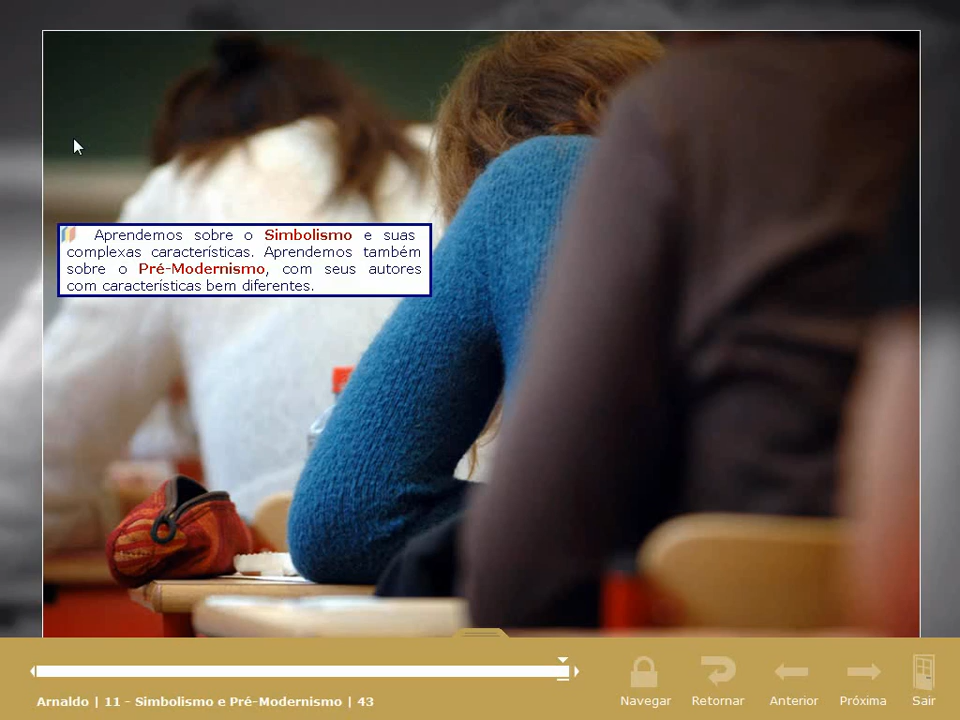 Aprendemos sobre o Simbolismo e suas
complexas características. Aprendemos também
sobre o Pré-Modernismo, com seus autores
com características bem diferentes.
Navegar Retornar Anterior Próxima Sair
Arnaldo | 11 - Simbolismo e Pré-Modernismo | 43